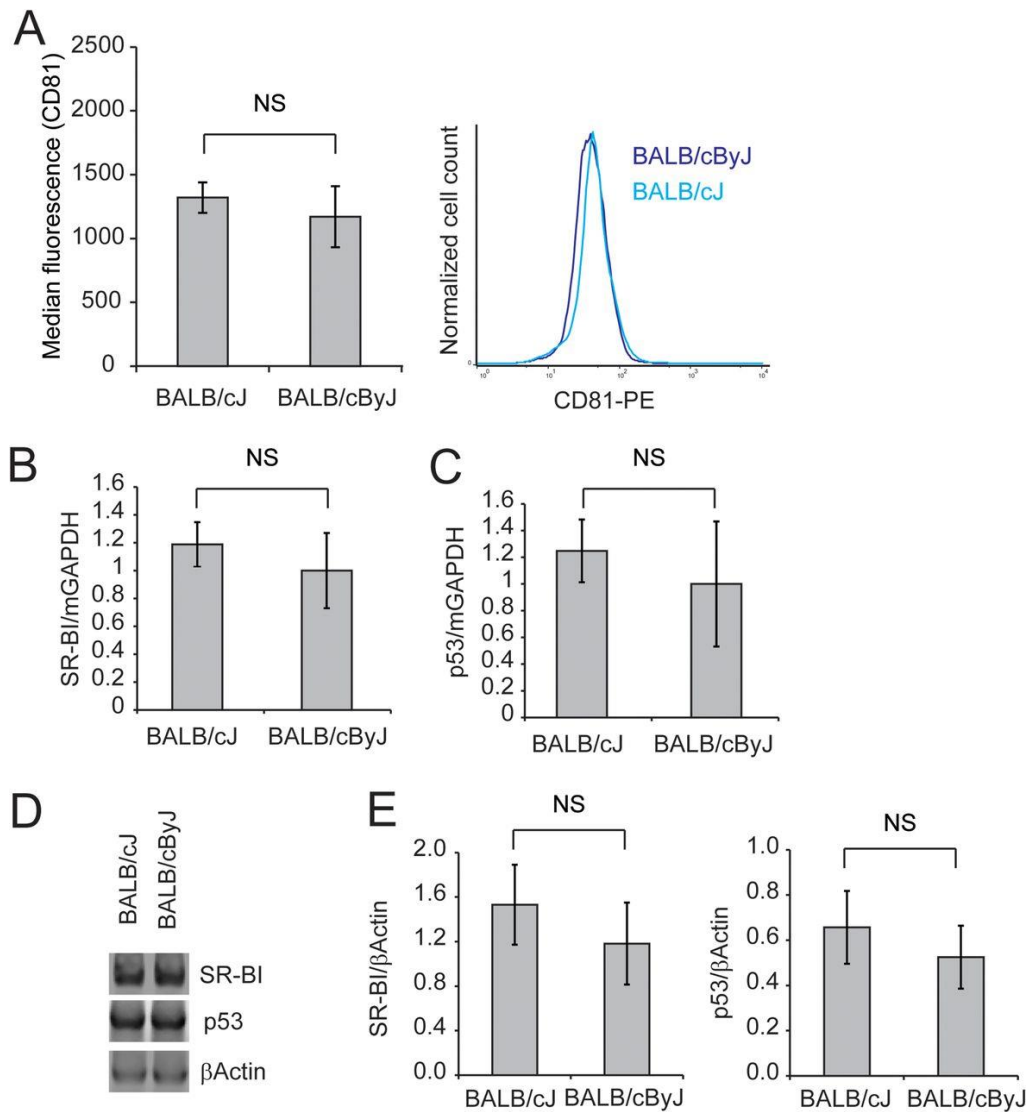 A
Median fluorescence (CD81)
2500
2000
1500
1000
500
0
NS
BALB/cJ
BALB/cByJ
Normalized cell count
BALB/cByJ
BALB/cJ
0
10⁰
10¹
10²
10³
10⁴
CD81-PE
B
SR-BI/mGAPDH
1.6
1.4
1.2
1
0.8
0.6
0.4
0.2
0
NS
BALB/cJ
BALB/cByJ
C
p53/mGAPDH
1.6
1.4
1.2
1
0.8
0.6
0.4
0.2
0
NS
BALB/cJ
BALB/cByJ
D
BALB/cJ
BALB/cByJ
SR-BI
p53
βActin
E
SR-BI/βActin
2.0
1.6
1.2
0.8
0.4
0.0
NS
BALB/cJ
BALB/cByJ
p53/βActin
1.0
0.8
0.6
0.4
0.2
0.0
NS
BALB/cJ
BALB/cByJ